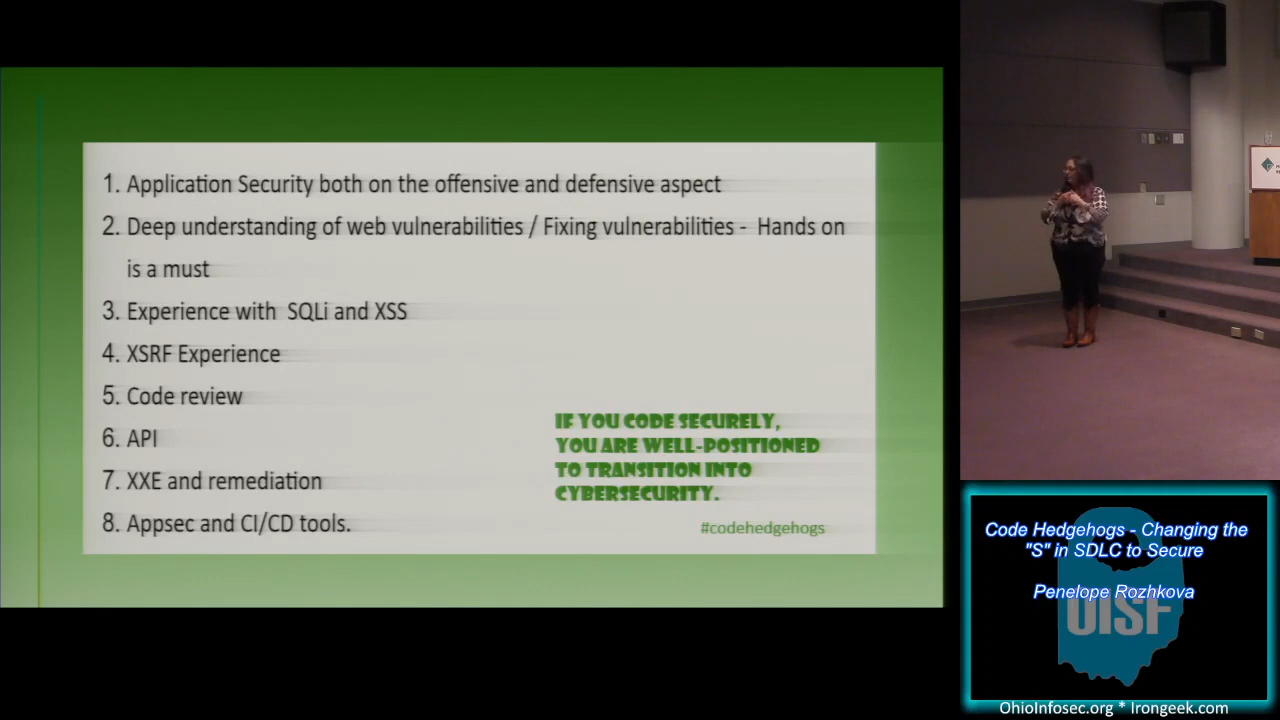 1. Application Security both on the offensive and defensive aspect
2. Deep understanding of web vulnerabilities / Fixing vulnerabilities - Hands on
is a must
3. Experience with SQLi and XSS
4. XSRF Experience
5. Code review
6. API
7. XXE and remediation
8. Appsec and CI/CD tools.
IF YOU CODE SECURELY,
YOU ARE WELL-POSITIONED
TO TRANSITION INTO
CYBERSECURITY.
#codehedgehogs
Code Hedgehogs - Changing the
"S" in SDLC to Secure
Penelope Rozhkova
OISF
OhioInfosec.org * Irongeek.com